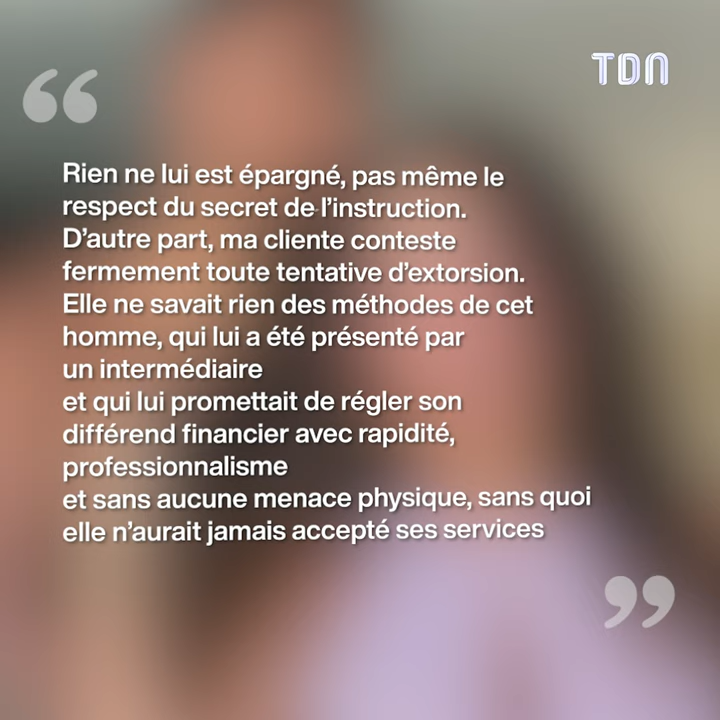 TDN
“
Rien ne lui est épargné, pas même le
respect du secret de l’instruction.
D’autre part, ma cliente conteste
fermement toute tentative d’extorsion.
Elle ne savait rien des méthodes de cet
homme, qui lui a été présenté par
un intermédiaire
et qui lui promettait de régler son
différend financier avec rapidité,
professionnalisme
et sans aucune menace physique, sans quoi
elle n’aurait jamais accepté ses services
”